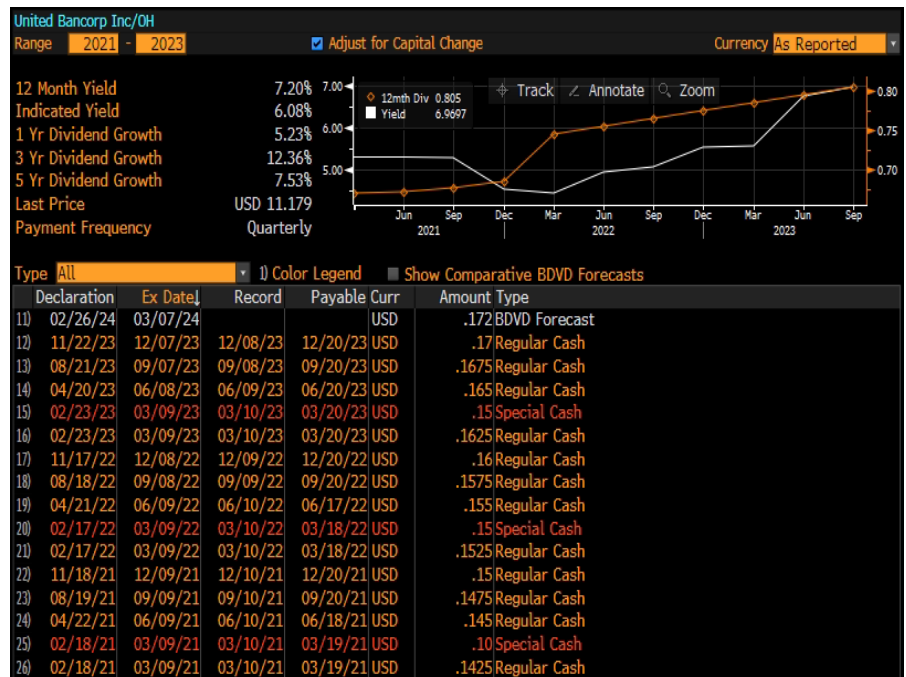 United Bancorp Inc/OH
Range 2021 - 2023 Adjust for Capital Change Currency As Reported
12 Month Yield 7.20%
Indicated Yield 6.08%
1 Yr Dividend Growth 5.23%
3 Yr Dividend Growth 12.36%
5 Yr Dividend Growth 7.53%
Last Price USD 11.179
Payment Frequency Quarterly
Track Annotate Zoom
12mth Div 0.805
Yield 6.9697
7.00
6.00
5.00
0.80
0.75
0.70
Jun Sep Dec Mar Jun Sep Dec Mar Jun Sep
2021 2022 2023
Type All 1) Color Legend Show Comparative BDVD Forecasts
Declaration Ex Date↓ Record Payable Curr Amount Type
11) 02/26/24 03/07/24 USD .172 BDVD Forecast
12) 11/22/23 12/07/23 12/08/23 12/20/23 USD .17 Regular Cash
13) 08/21/23 09/07/23 09/08/23 09/20/23 USD .1675 Regular Cash
14) 04/20/23 06/08/23 06/09/23 06/20/23 USD .165 Regular Cash
15) 02/23/23 03/09/23 03/10/23 03/20/23 USD .15 Special Cash
16) 02/23/23 03/09/23 03/10/23 03/20/23 USD .1625 Regular Cash
17) 11/17/22 12/08/22 12/09/22 12/20/22 USD .16 Regular Cash
18) 08/18/22 09/08/22 09/09/22 09/20/22 USD .1575 Regular Cash
19) 04/21/22 06/09/22 06/10/22 06/17/22 USD .155 Regular Cash
20) 02/17/22 03/09/22 03/10/22 03/18/22 USD .15 Special Cash
21) 02/17/22 03/09/22 03/10/22 03/18/22 USD .1525 Regular Cash
22) 11/18/21 12/09/21 12/10/21 12/20/21 USD .15 Regular Cash
23) 08/19/21 09/09/21 09/10/21 09/20/21 USD .1475 Regular Cash
24) 04/22/21 06/09/21 06/10/21 06/18/21 USD .145 Regular Cash
25) 02/18/21 03/09/21 03/10/21 03/19/21 USD .10 Special Cash
26) 02/18/21 03/09/21 03/10/21 03/19/21 USD .1425 Regular Cash